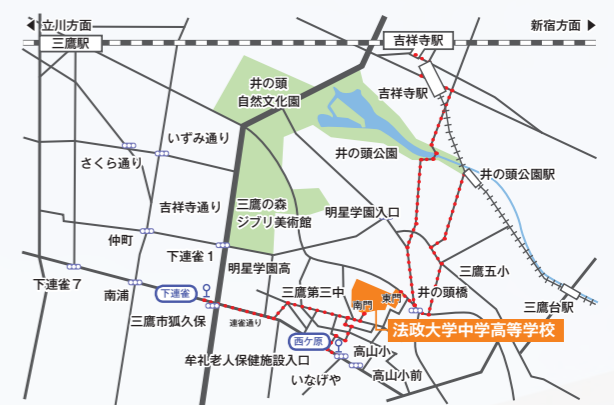 立川方面
新宿方面
三鷹駅
吉祥寺駅
井の頭
自然文化園
吉祥寺駅
いずみ通り
さくら通り
井の頭公園
井の頭公園駅
吉祥寺通り
三鷹の森
ジブリ美術館
明星学園入口
仲町
下連雀1
明星学園高
三鷹五小
下連雀7
南浦
下連雀
三鷹第三中
南門
東門
井の頭橋
三鷹台駅
三鷹市狐久保
連雀通り
法政大学中学高等学校
西ケ原
高山小
牟礼老人保健施設入口
いなげや
高山小前